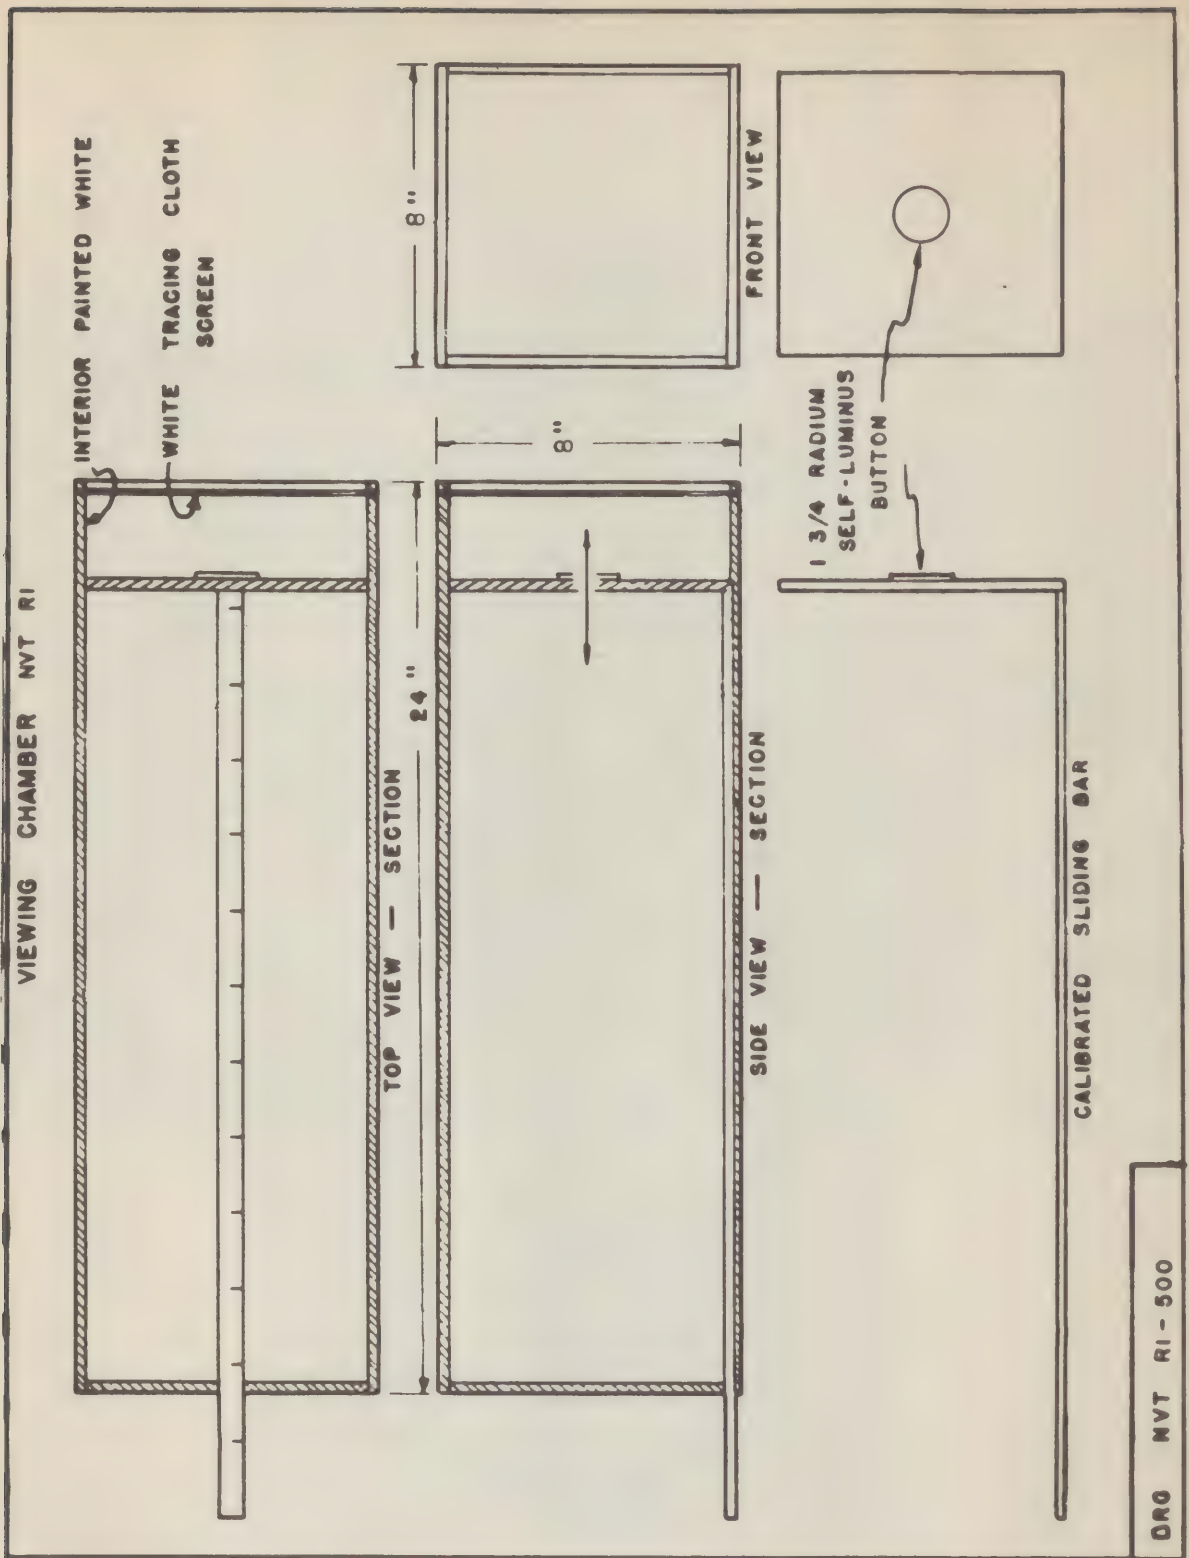 VIEWING CHAMBER NVT RI
INTERIOR PAINTED WHITE
WHITE TRACING CLOTH
SCREEN
TOP VIEW — SECTION
24"
8"
8"
FRONT VIEW
SIDE VIEW — SECTION
1 3/4 RADIUM
SELF-LUMINUS
BUTTON
CALIBRATED SLIDING BAR
DRG NVT RI-500